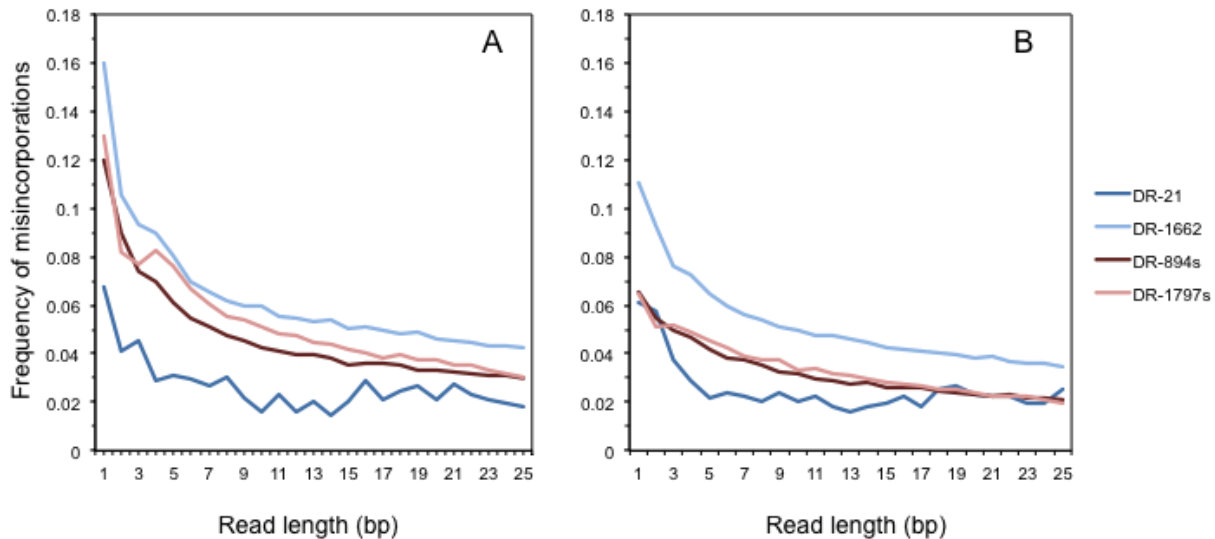 A
Frequency of misincorporations
0.18
0.16
0.14
0.12
0.1
0.08
0.06
0.04
0.02
0
1 3 5 7 9 11 13 15 17 19 21 23 25
Read length (bp)
B
0.18
0.16
0.14
0.12
0.1
0.08
0.06
0.04
0.02
0
1 3 5 7 9 11 13 15 17 19 21 23 25
Read length (bp)
DR-21
DR-1662
DR-894s
DR-1797s